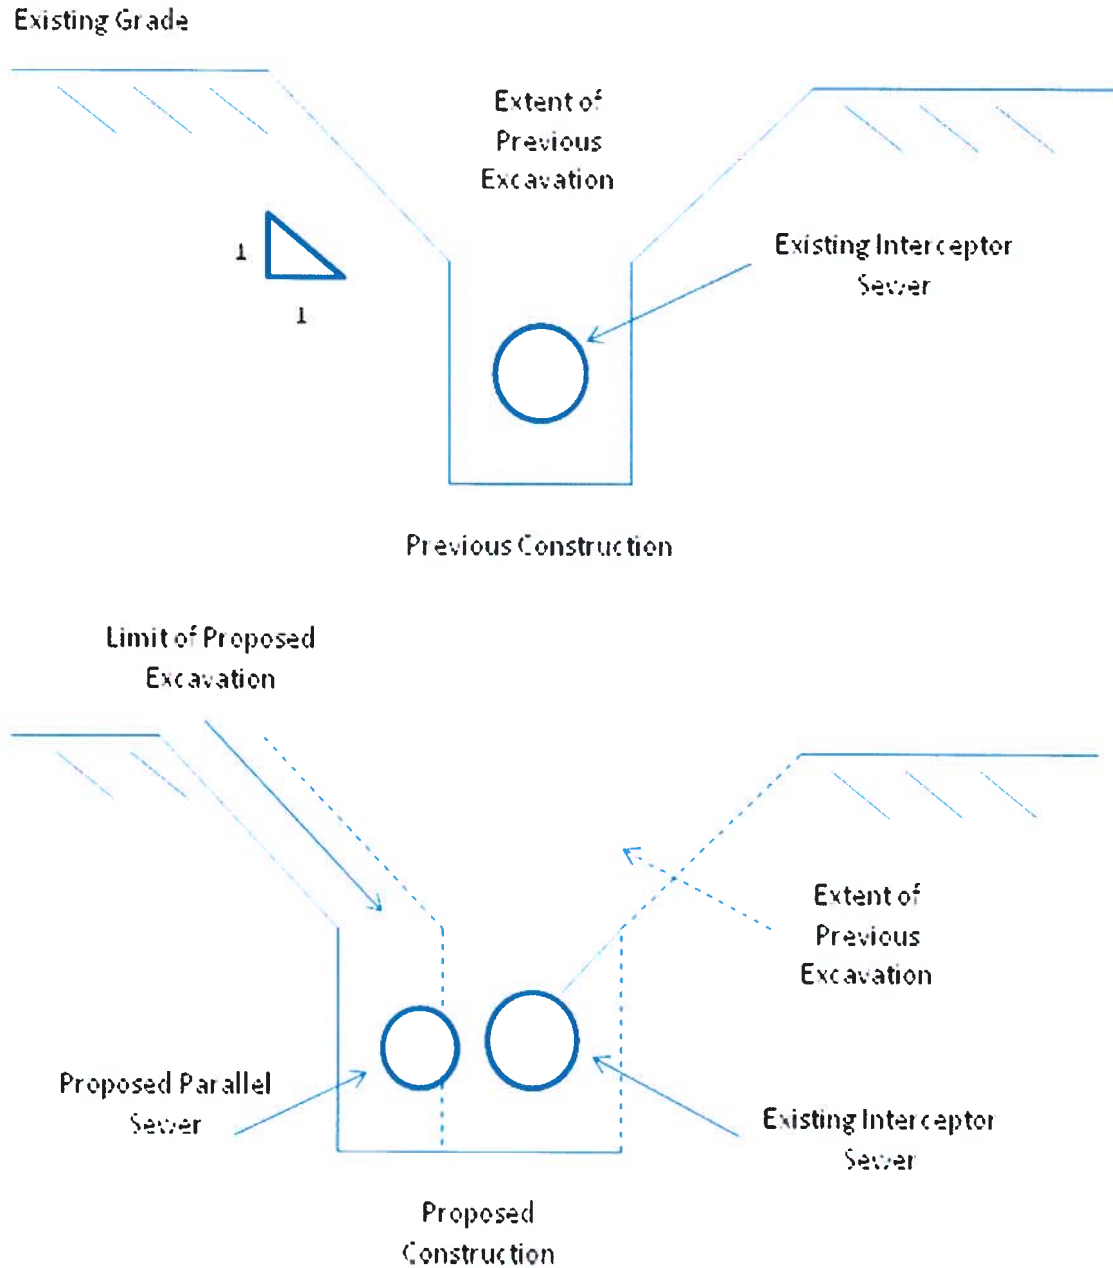 Existing Grade
Extent of
Previous
Excavation
Existing Interceptor
Sewer
1
1
Previous Construction
Limit of Proposed
Excavation
Extent of
Previous
Excavation
Proposed Parallel
Sewer
Existing Interceptor
Sewer
Proposed
Construction